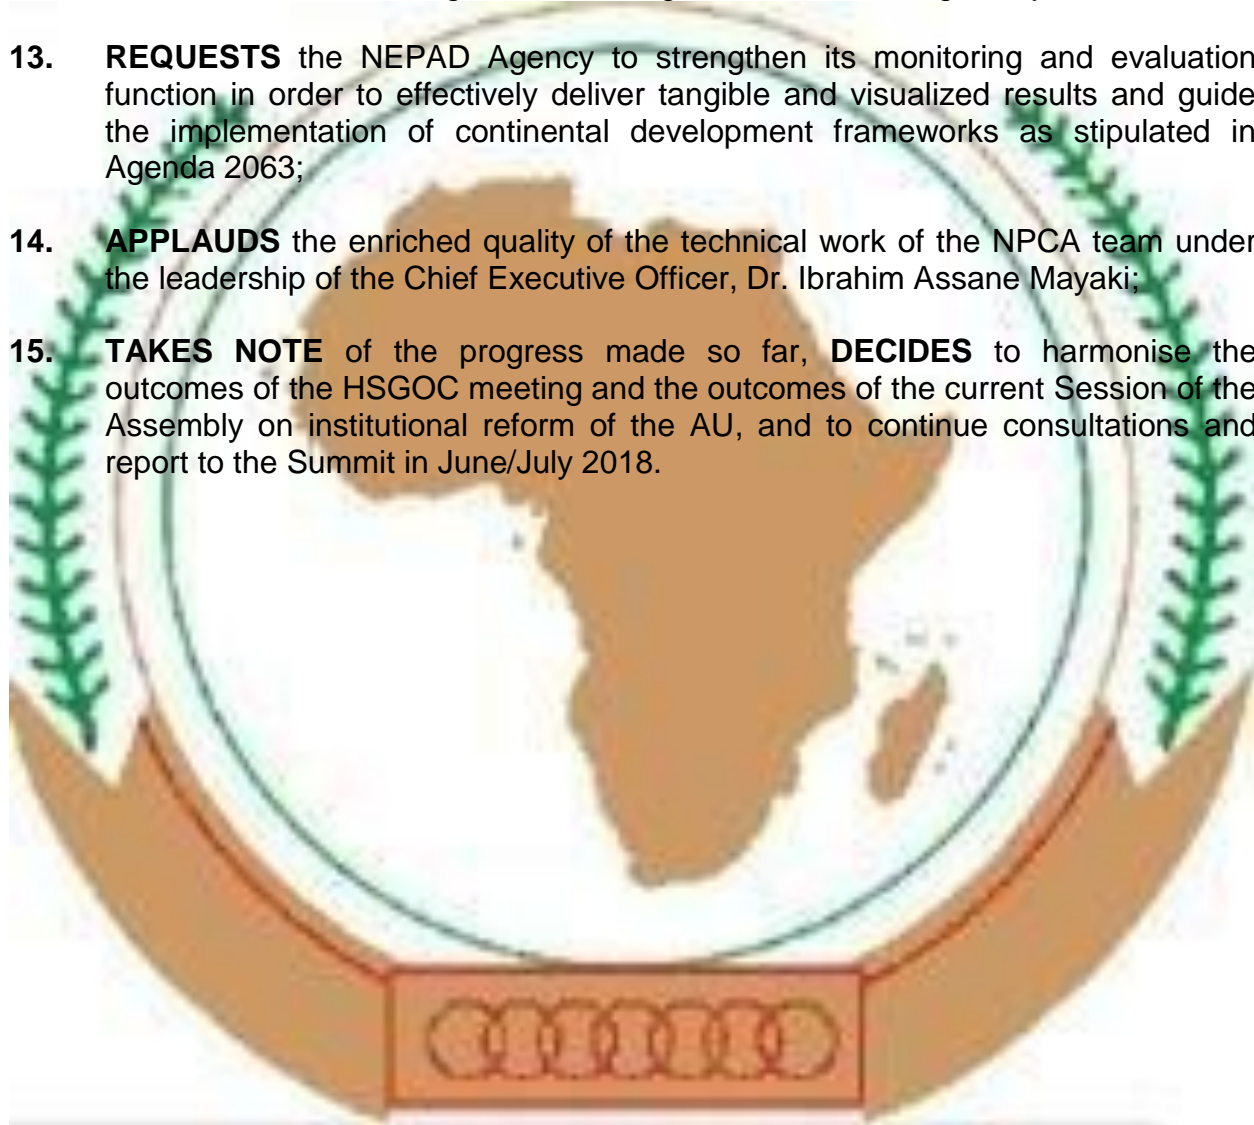 13. REQUESTS the NEPAD Agency to strengthen its monitoring and evaluation
function in order to effectively deliver tangible and visualized results and guide
the implementation of continental development frameworks as stipulated in
Agenda 2063;
14. APPLAUDS the enriched quality of the technical work of the NPCA team under
the leadership of the Chief Executive Officer, Dr. Ibrahim Assane Mayaki;
15. TAKES NOTE of the progress made so far, DECIDES to harmonise the
outcomes of the HSGOC meeting and the outcomes of the current Session of the
Assembly on institutional reform of the AU, and to continue consultations and
report to the Summit in June/July 2018.